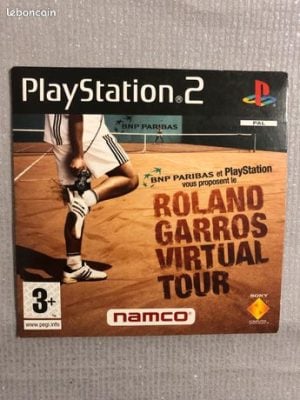 leboncoin
PlayStation®2
PAL
BNP PARIBAS
BNP PARIBAS et PlayStation
vous proposent le
ROLAND
GARROS
VIRTUAL
TOUR
3+
www.pegi.info
namco
SONY